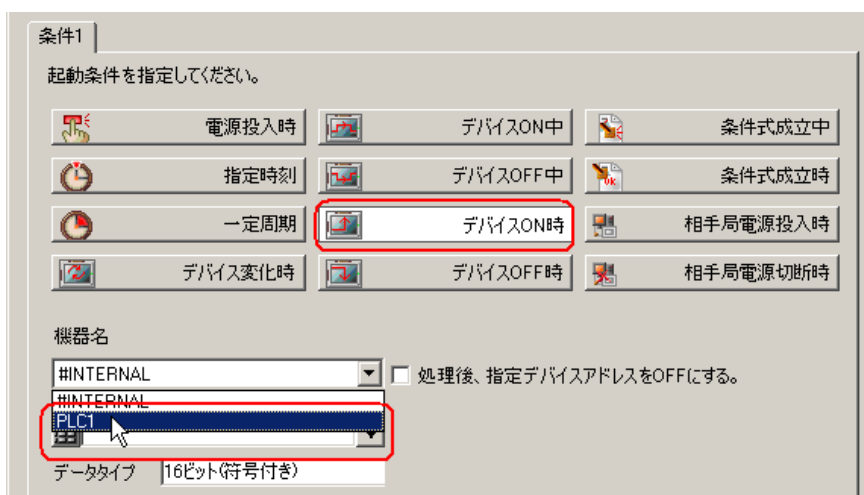 条件1
起動条件を指定してください。
電源投入時 デバイスON中 条件式成立中
指定時刻 デバイスOFF中 条件式成立時
一定周期 デバイスON時 相手局電源投入時
デバイス変化時 デバイスOFF時 相手局電源切断時
機器名
#INTERNAL 処理後、指定デバイスアドレスをOFFにする。
#INTERNAL
PLC1
データタイプ 16ビット(符号付き)